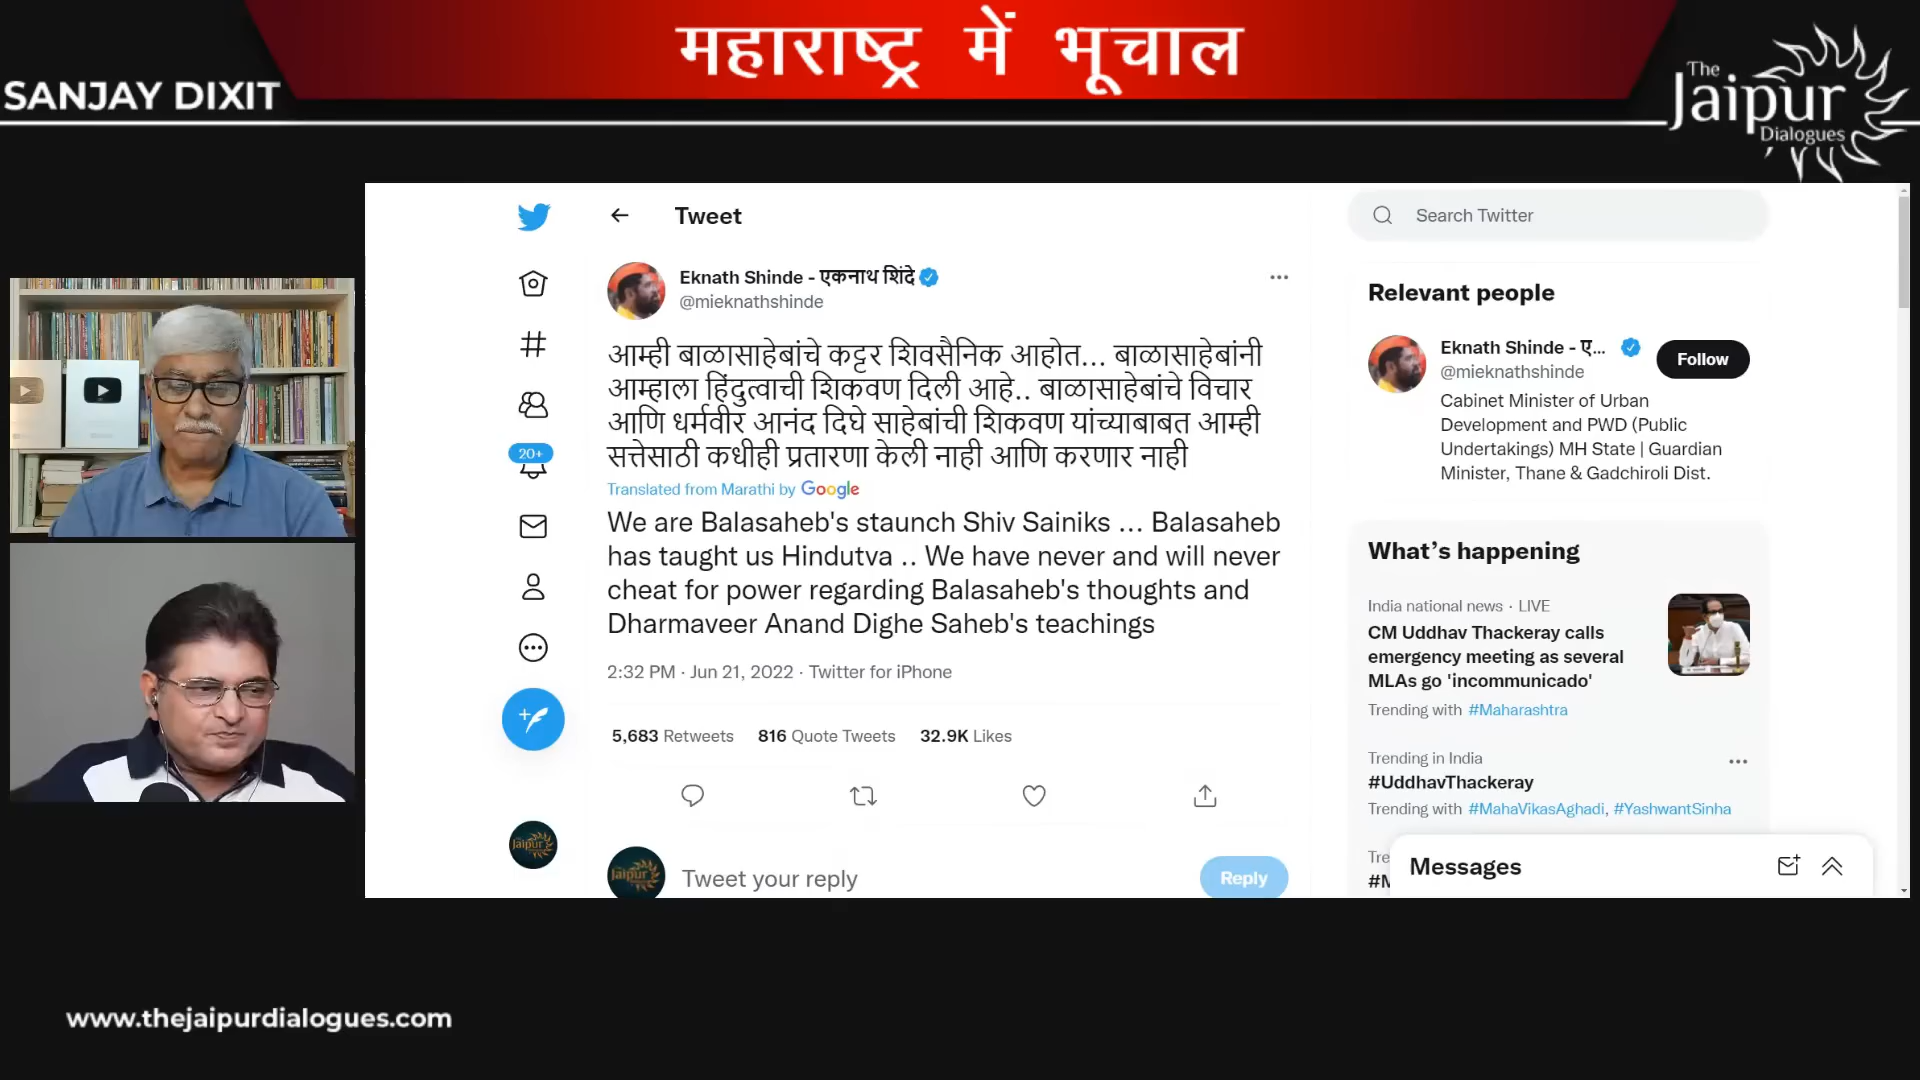 महाराष्ट्र में भूचाल
SANJAY DIXIT
The
Jaipur
Dialogues
Tweet
Search Twitter
Eknath Shinde - एकनाथ शिंदे
@mieknathshinde
आम्ही बाळासाहेबांचे कट्टर शिवसैनिक आहोत... बाळासाहेबांनी
आम्हाला हिंदुत्वाची शिकवण दिली आहे.. बाळासाहेबांचे विचार
आणि धर्मवीर आनंद दिघे साहेबांची शिकवण यांच्याबाबत आम्ही
सत्तेसाठी कधीही प्रतारणा केली नाही आणि करणार नाही
Translated from Marathi by Google
We are Balasaheb's staunch Shiv Sainiks ... Balasaheb
has taught us Hindutva .. We have never and will never
cheat for power regarding Balasaheb's thoughts and
Dharmaveer Anand Dighe Saheb's teachings
2:32 PM · Jun 21, 2022 · Twitter for iPhone
5,683 Retweets 816 Quote Tweets 32.9K Likes
20+
Jaipur
Jaipur
Tweet your reply
Reply
Relevant people
Eknath Shinde - ए...
@mieknathshinde
Follow
Cabinet Minister of Urban
Development and PWD (Public
Undertakings) MH State | Guardian
Minister, Thane & Gadchiroli Dist.
What's happening
India national news · LIVE
CM Uddhav Thackeray calls
emergency meeting as several
MLAs go 'incommunicado'
Trending with #Maharashtra
Trending in India
#UddhavThackeray
Trending with #MahaVikasAghadi, #YashwantSinha
Messages
www.thejaipurdialogues.com